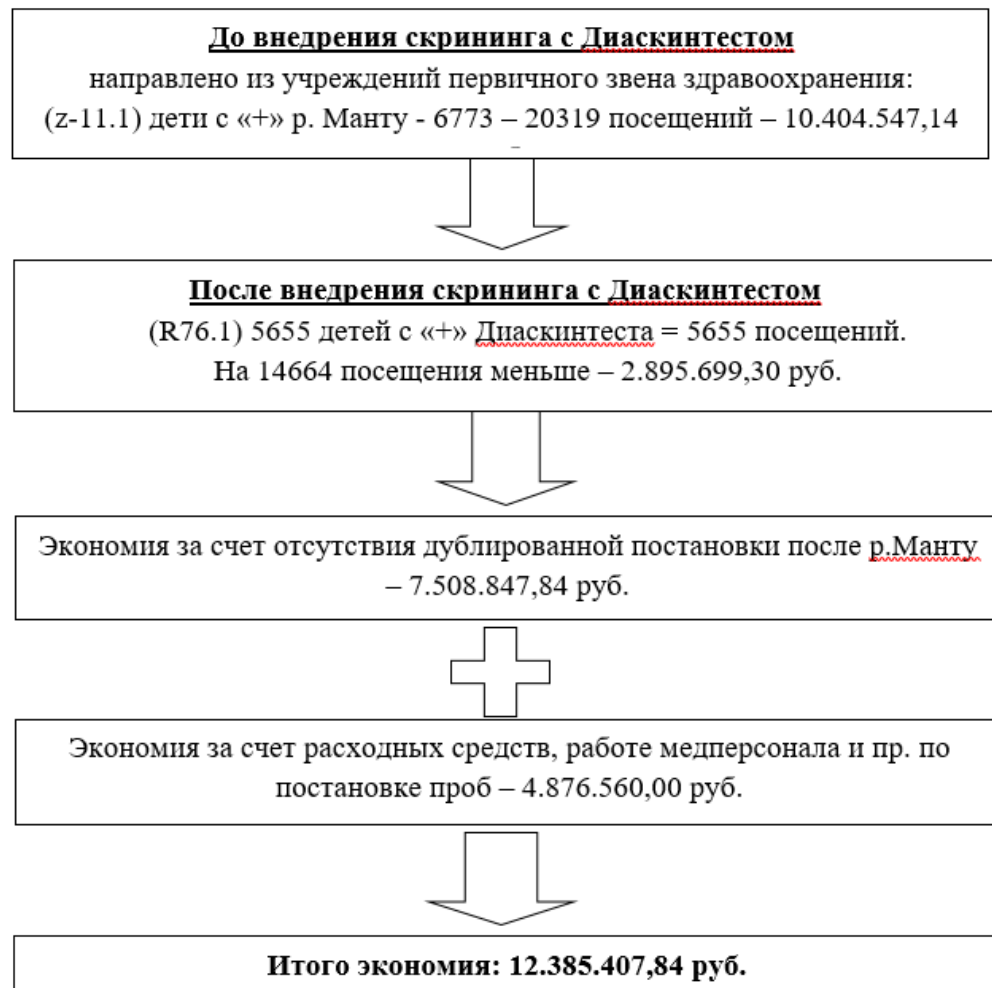 До внедрения скрининга с Диаскинтестом
направлено из учреждений первичного звена здравоохранения:
(z-11.1) дети с «+» р. Манту - 6773 – 20319 посещений – 10.404.547,14
После внедрения скрининга с Диаскинтестом
(R76.1) 5655 детей с «+» Диаскинтеста = 5655 посещений.
На 14664 посещения меньше – 2.895.699,30 руб.
Экономия за счет отсутствия дублированной постановки после р.Манту
– 7.508.847,84 руб.
Экономия за счет расходных средств, работе медперсонала и пр. по
постановке проб – 4.876.560,00 руб.
Итого экономия: 12.385.407,84 руб.